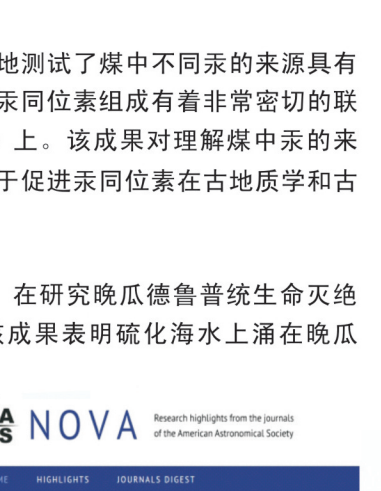 地测试了煤中不同汞的来源具有
汞同位素组成有着非常密切的联
上。该成果对理解煤中汞的来
于促进汞同位素在古地质学和古
在研究晚瓜德鲁普统生命灭绝
该成果表明硫化海水上涌在晚瓜
A
S NOVA
Research highlights from the journals
of the American Astronomical Society
ME HIGHLIGHTS JOURNALS DIGEST